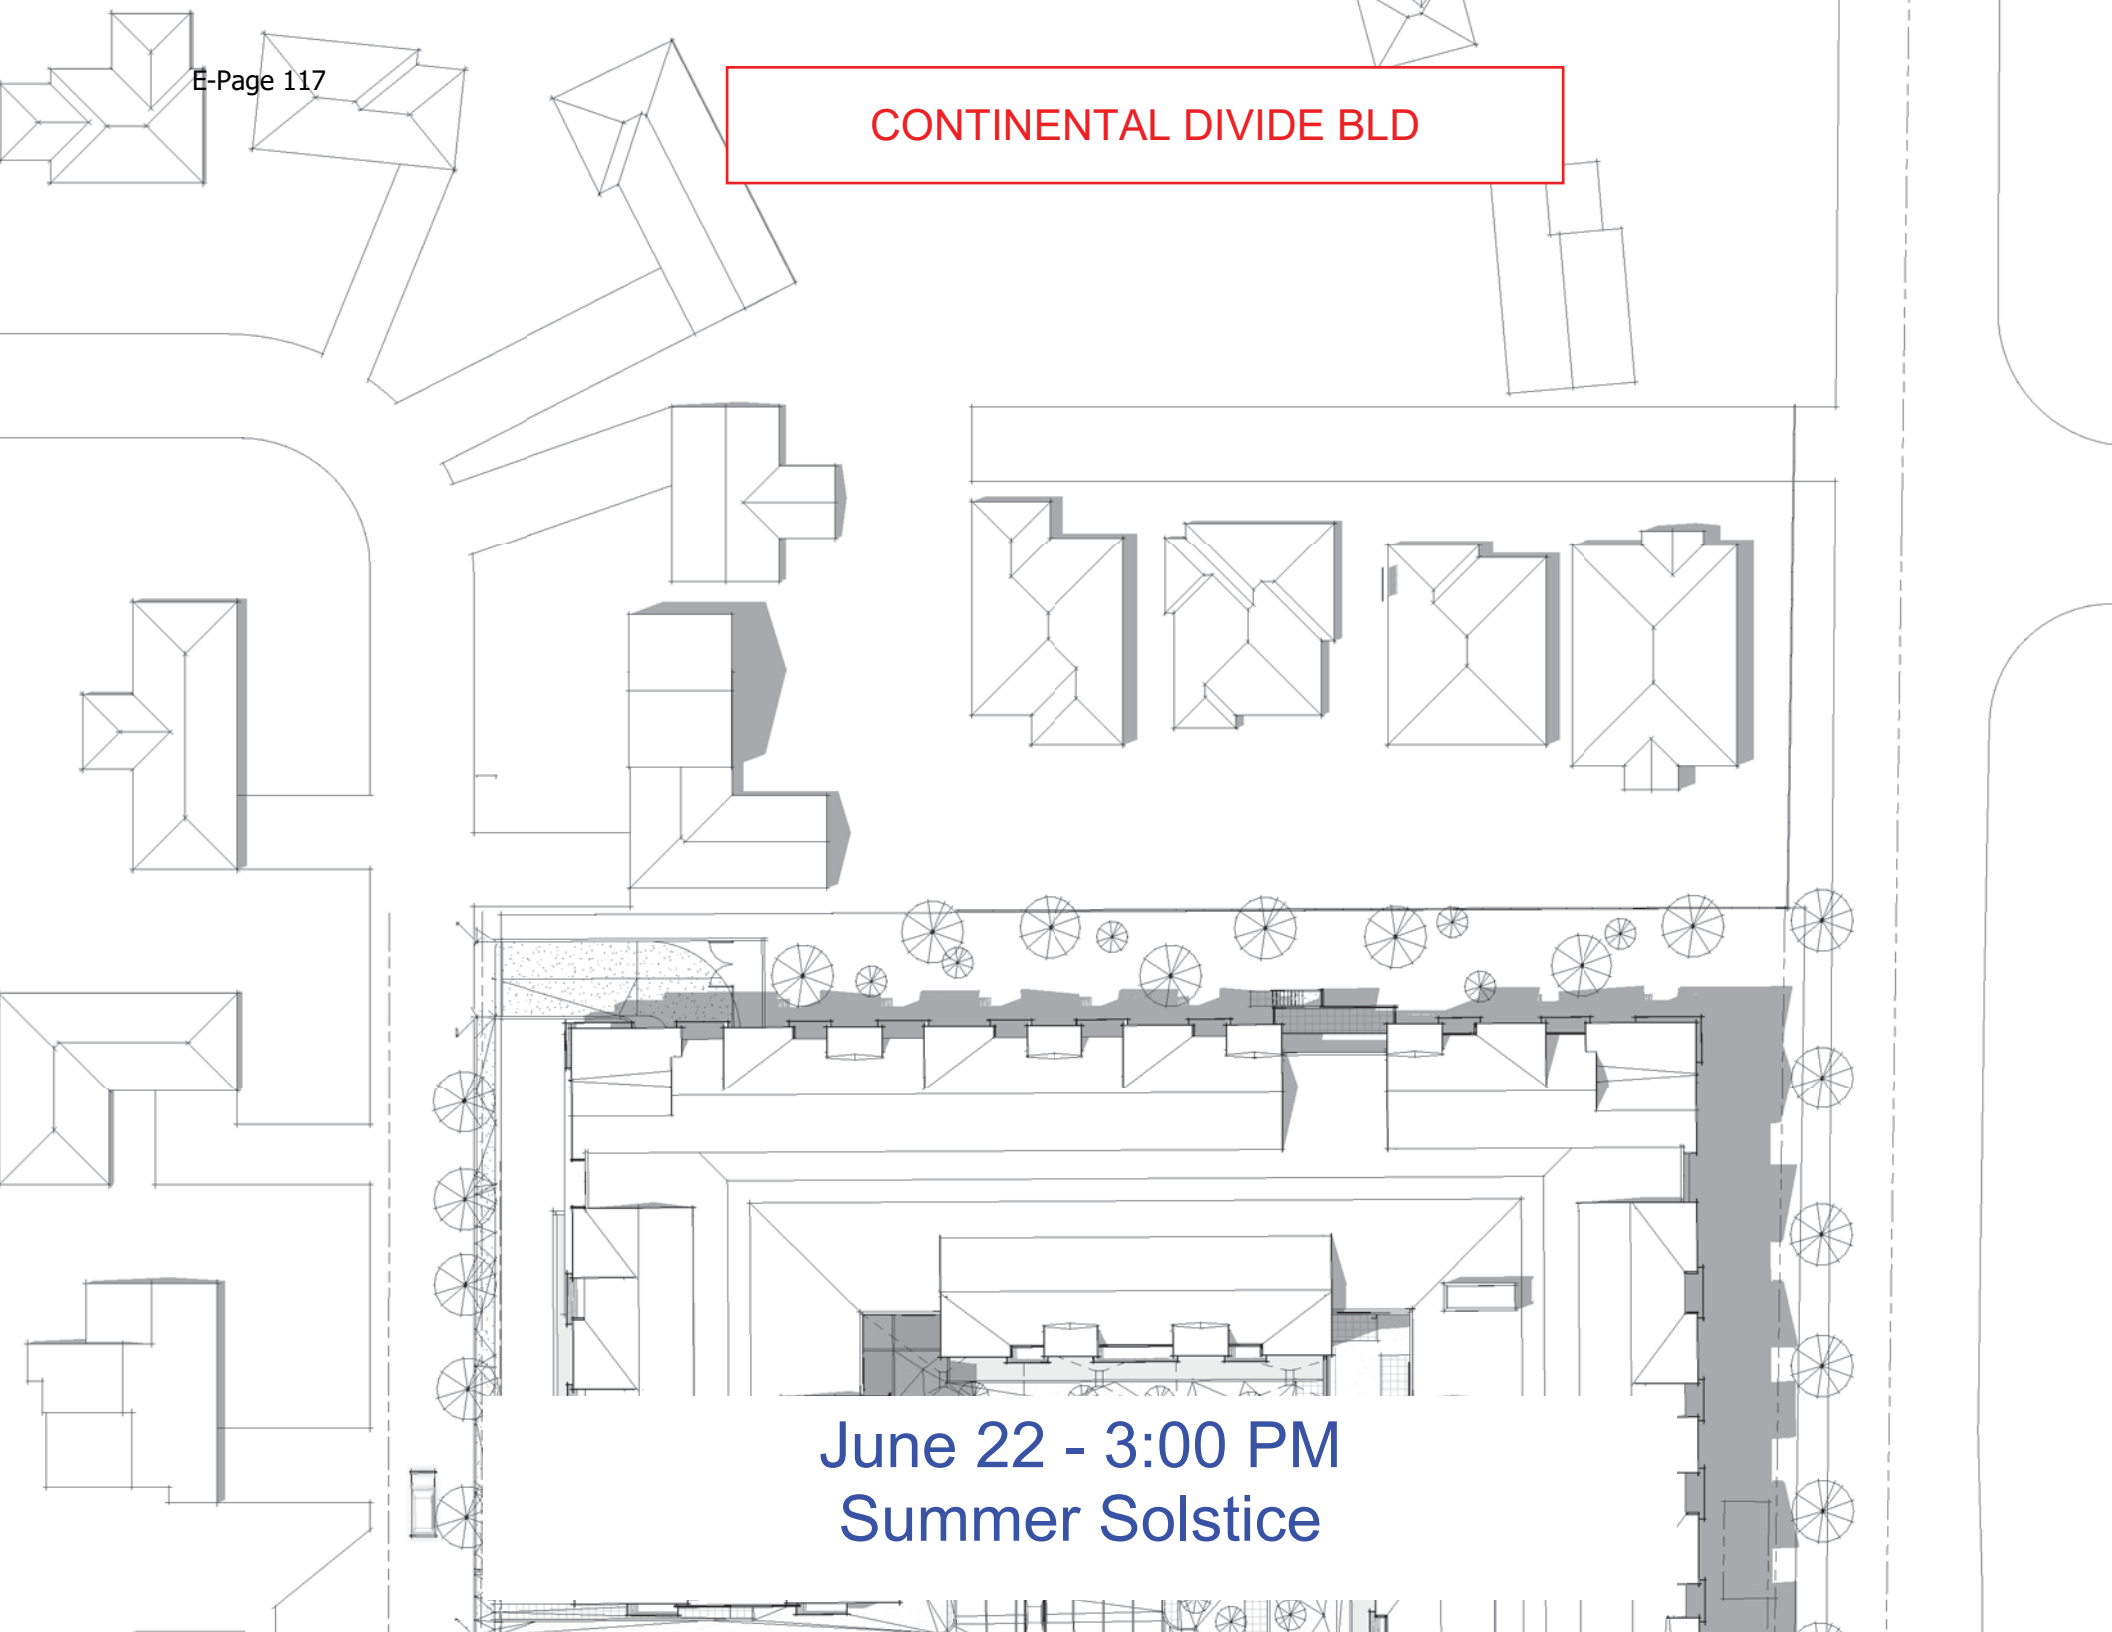 E-Page 117
CONTINENTAL DIVIDE BLD
June 22 - 3:00 PM
Summer Solstice